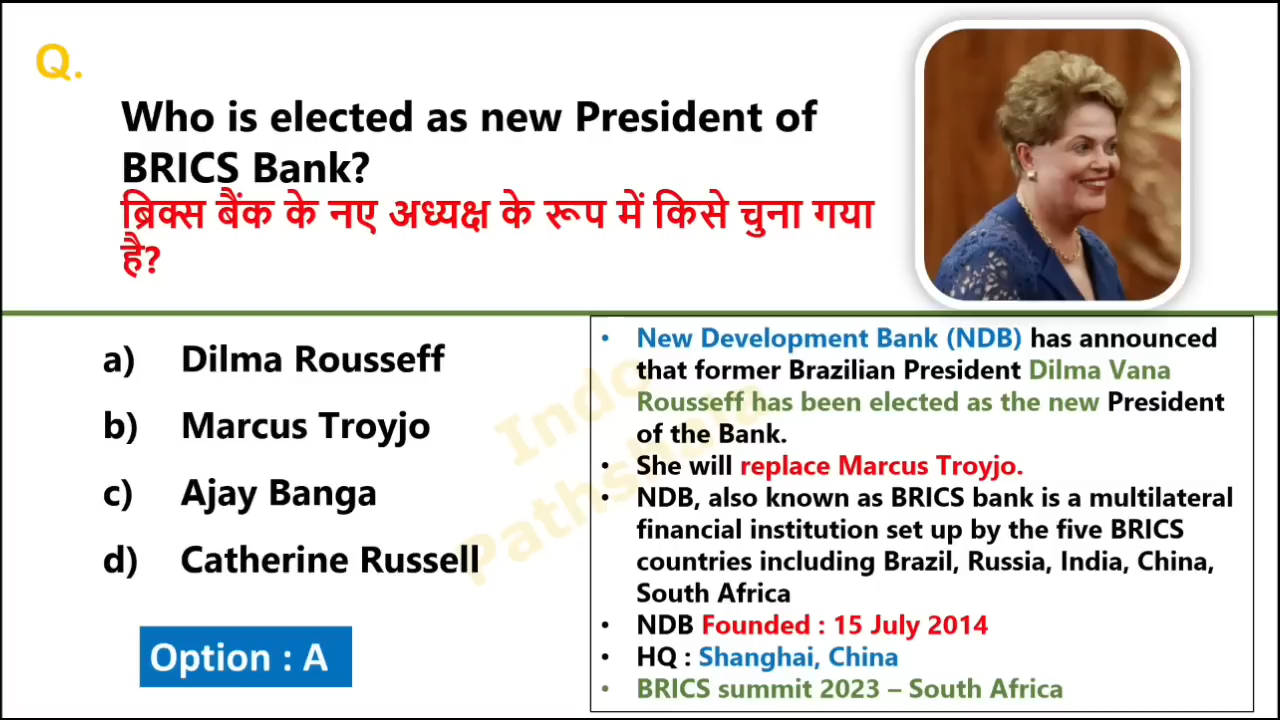 Q.
Who is elected as new President of
BRICS Bank?
ब्रिक्स बैंक के नए अध्यक्ष के रूप में किसे चुना गया
है?
a) Dilma Rousseff
b) Marcus Troyjo
c) Ajay Banga
d) Catherine Russell
Option : A
• New Development Bank (NDB) has announced
that former Brazilian President Dilma Vana
Rousseff has been elected as the new President
of the Bank.
• She will replace Marcus Troyjo.
• NDB, also known as BRICS bank is a multilateral
financial institution set up by the five BRICS
countries including Brazil, Russia, India, China,
South Africa
• NDB Founded : 15 July 2014
• HQ : Shanghai, China
• BRICS summit 2023 – South Africa
Indo
Pathshala